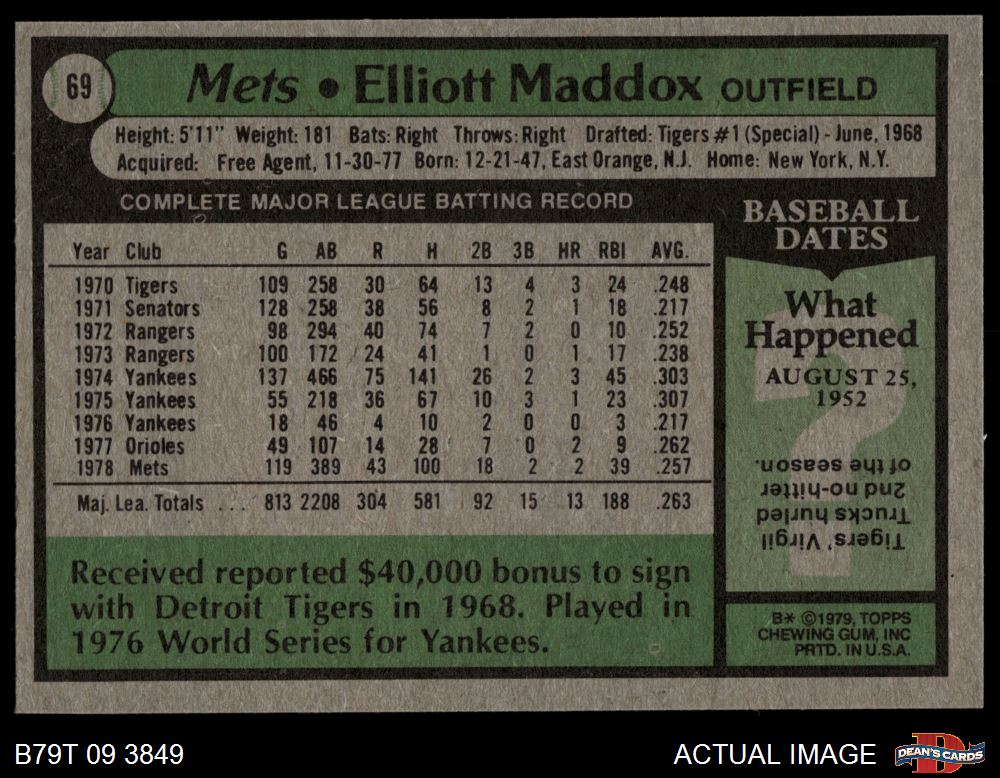 69
Mets • Elliott Maddox OUTFIELD
Height: 5'11" Weight: 181 Bats: Right Throws: Right Drafted: Tigers #1 (Special) - June, 1968
Acquired: Free Agent, 11-30-77 Born: 12-21-47, East Orange, N.J. Home: New York, N.Y.
COMPLETE MAJOR LEAGUE BATTING RECORD
Year Club G AB R H 2B 3B HR RBI AVG.
1970 Tigers 109 258 30 64 13 4 3 24 .248
1971 Senators 128 258 38 56 8 2 1 18 .217
1972 Rangers 98 294 40 74 7 2 0 10 .252
1973 Rangers 100 172 24 41 1 0 1 17 .238
1974 Yankees 137 466 75 141 26 2 3 45 .303
1975 Yankees 55 218 36 67 10 3 1 23 .307
1976 Yankees 18 46 4 10 2 0 0 3 .217
1977 Orioles 49 107 14 28 7 0 2 9 .262
1978 Mets 119 389 43 100 18 2 2 39 .257
Maj. Lea. Totals ... 813 2208 304 581 92 15 13 188 .263
Received reported $40,000 bonus to sign
with Detroit Tigers in 1968. Played in
1976 World Series for Yankees.
BASEBALL
DATES
What
Happened
AUGUST 25,
1952
?
Tigers' Virgil
Trucks hurled
2nd no-hitter
of the season.
B* ©1979, TOPPS
CHEWING GUM, INC
PRTD. IN U.S.A.
B79T 09 3849
ACTUAL IMAGE
D
DEAN'S CARDS